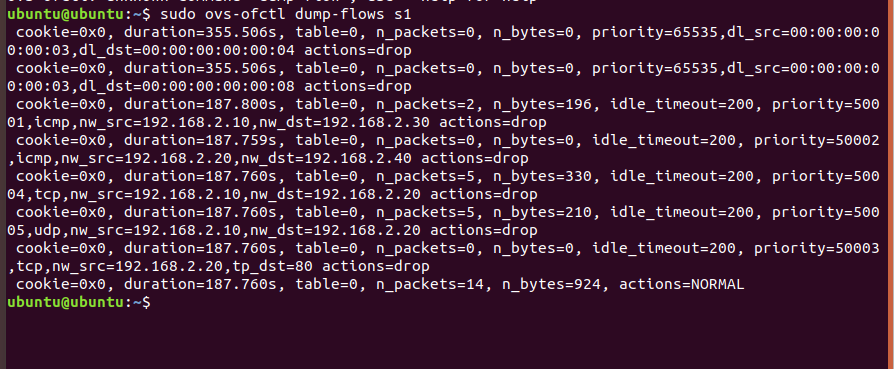 ubuntu@ubuntu:~$ sudo ovs-ofctl dump-flows s1
 cookie=0x0, duration=355.506s, table=0, n_packets=0, n_bytes=0, priority=65535,dl_src=00:00:00:0
0:00:03,dl_dst=00:00:00:00:00:04 actions=drop
 cookie=0x0, duration=355.506s, table=0, n_packets=0, n_bytes=0, priority=65535,dl_src=00:00:00:0
0:00:03,dl_dst=00:00:00:00:00:08 actions=drop
 cookie=0x0, duration=187.800s, table=0, n_packets=2, n_bytes=196, idle_timeout=200, priority=500
01,icmp,nw_src=192.168.2.10,nw_dst=192.168.2.30 actions=drop
 cookie=0x0, duration=187.759s, table=0, n_packets=0, n_bytes=0, idle_timeout=200, priority=50002
,icmp,nw_src=192.168.2.20,nw_dst=192.168.2.40 actions=drop
 cookie=0x0, duration=187.760s, table=0, n_packets=5, n_bytes=330, idle_timeout=200, priority=500
04,tcp,nw_src=192.168.2.10,nw_dst=192.168.2.20 actions=drop
 cookie=0x0, duration=187.760s, table=0, n_packets=5, n_bytes=210, idle_timeout=200, priority=500
05,udp,nw_src=192.168.2.10,nw_dst=192.168.2.20 actions=drop
 cookie=0x0, duration=187.760s, table=0, n_packets=0, n_bytes=0, idle_timeout=200, priority=50003
,tcp,nw_src=192.168.2.20,tp_dst=80 actions=drop
 cookie=0x0, duration=187.760s, table=0, n_packets=14, n_bytes=924, actions=NORMAL
ubuntu@ubuntu:~$